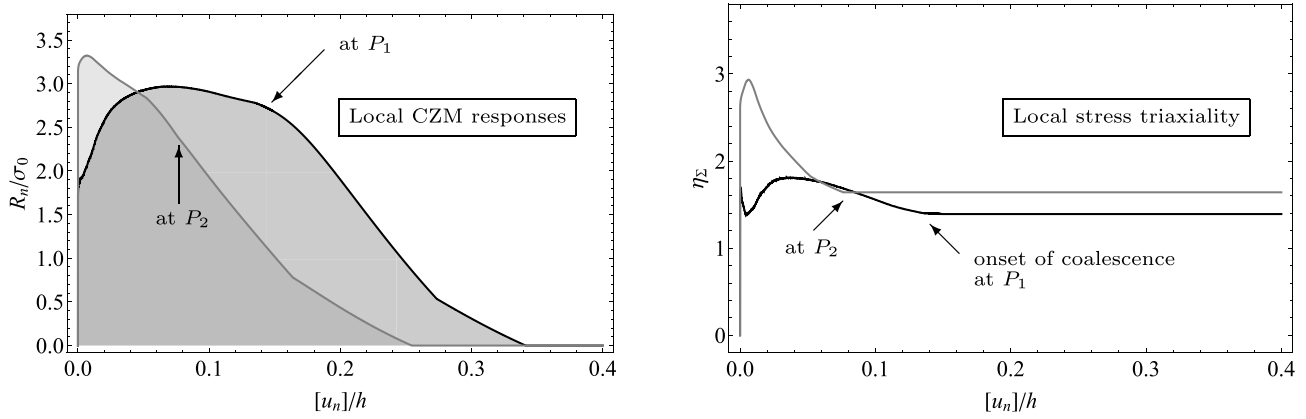 3.5
3.0
2.5
2.0
1.5
1.0
0.5
0.0
R_n/σ_0
at P_1
Local CZM responses
at P_2
0.0 0.1 0.2 0.3 0.4
[u_n]/h
3
2
1
0
η_Σ
Local stress triaxiality
at P_2
onset of coalescence
at P_1
0.0 0.1 0.2 0.3 0.4
[u_n]/h